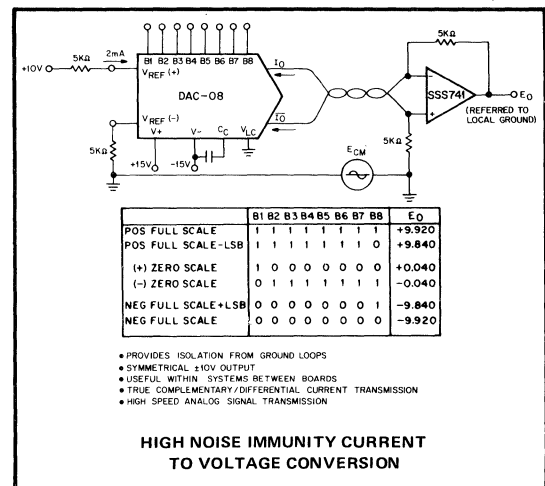 B1 B2 B3 B4 B5 B6 B7 B8
+10V
5KΩ
2mA
VREF (+)
DAC-08
VREF (-)
V+
V-
CC
VLC
5KΩ
+15V
-15V
IO
IO
5KΩ
SSS741
-
+
EO
(REFERRED TO
LOCAL GROUND)
5KΩ
ECM
B1 B2 B3 B4 B5 B6 B7 B8 EO
POS FULL SCALE 1 1 1 1 1 1 1 1 +9.920
POS FULL SCALE-LSB 1 1 1 1 1 1 1 0 +9.840
(+) ZERO SCALE 1 0 0 0 0 0 0 0 +0.040
(-) ZERO SCALE 0 1 1 1 1 1 1 1 -0.040
NEG FULL SCALE+LSB 0 0 0 0 0 0 0 1 -9.840
NEG FULL SCALE 0 0 0 0 0 0 0 0 -9.920
• PROVIDES ISOLATION FROM GROUND LOOPS
• SYMMETRICAL ±10V OUTPUT
• USEFUL WITHIN SYSTEMS BETWEEN BOARDS
• TRUE COMPLEMENTARY/DIFFERENTIAL CURRENT TRANSMISSION
• HIGH SPEED ANALOG SIGNAL TRANSMISSION
HIGH NOISE IMMUNITY CURRENT
TO VOLTAGE CONVERSION